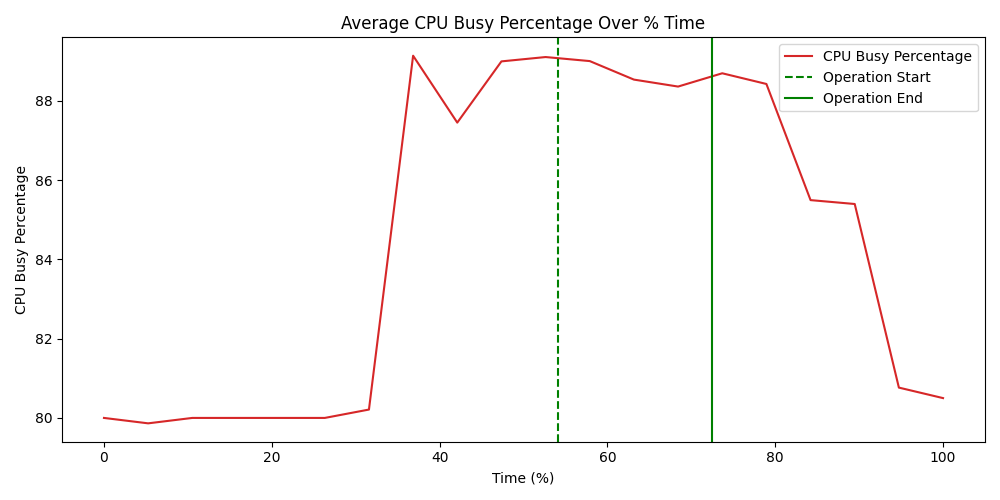 Average CPU Busy Percentage Over % Time
CPU Busy Percentage
88
86
84
82
80
0 20 40 60 80 100
Time (%)
CPU Busy Percentage
Operation Start
Operation End